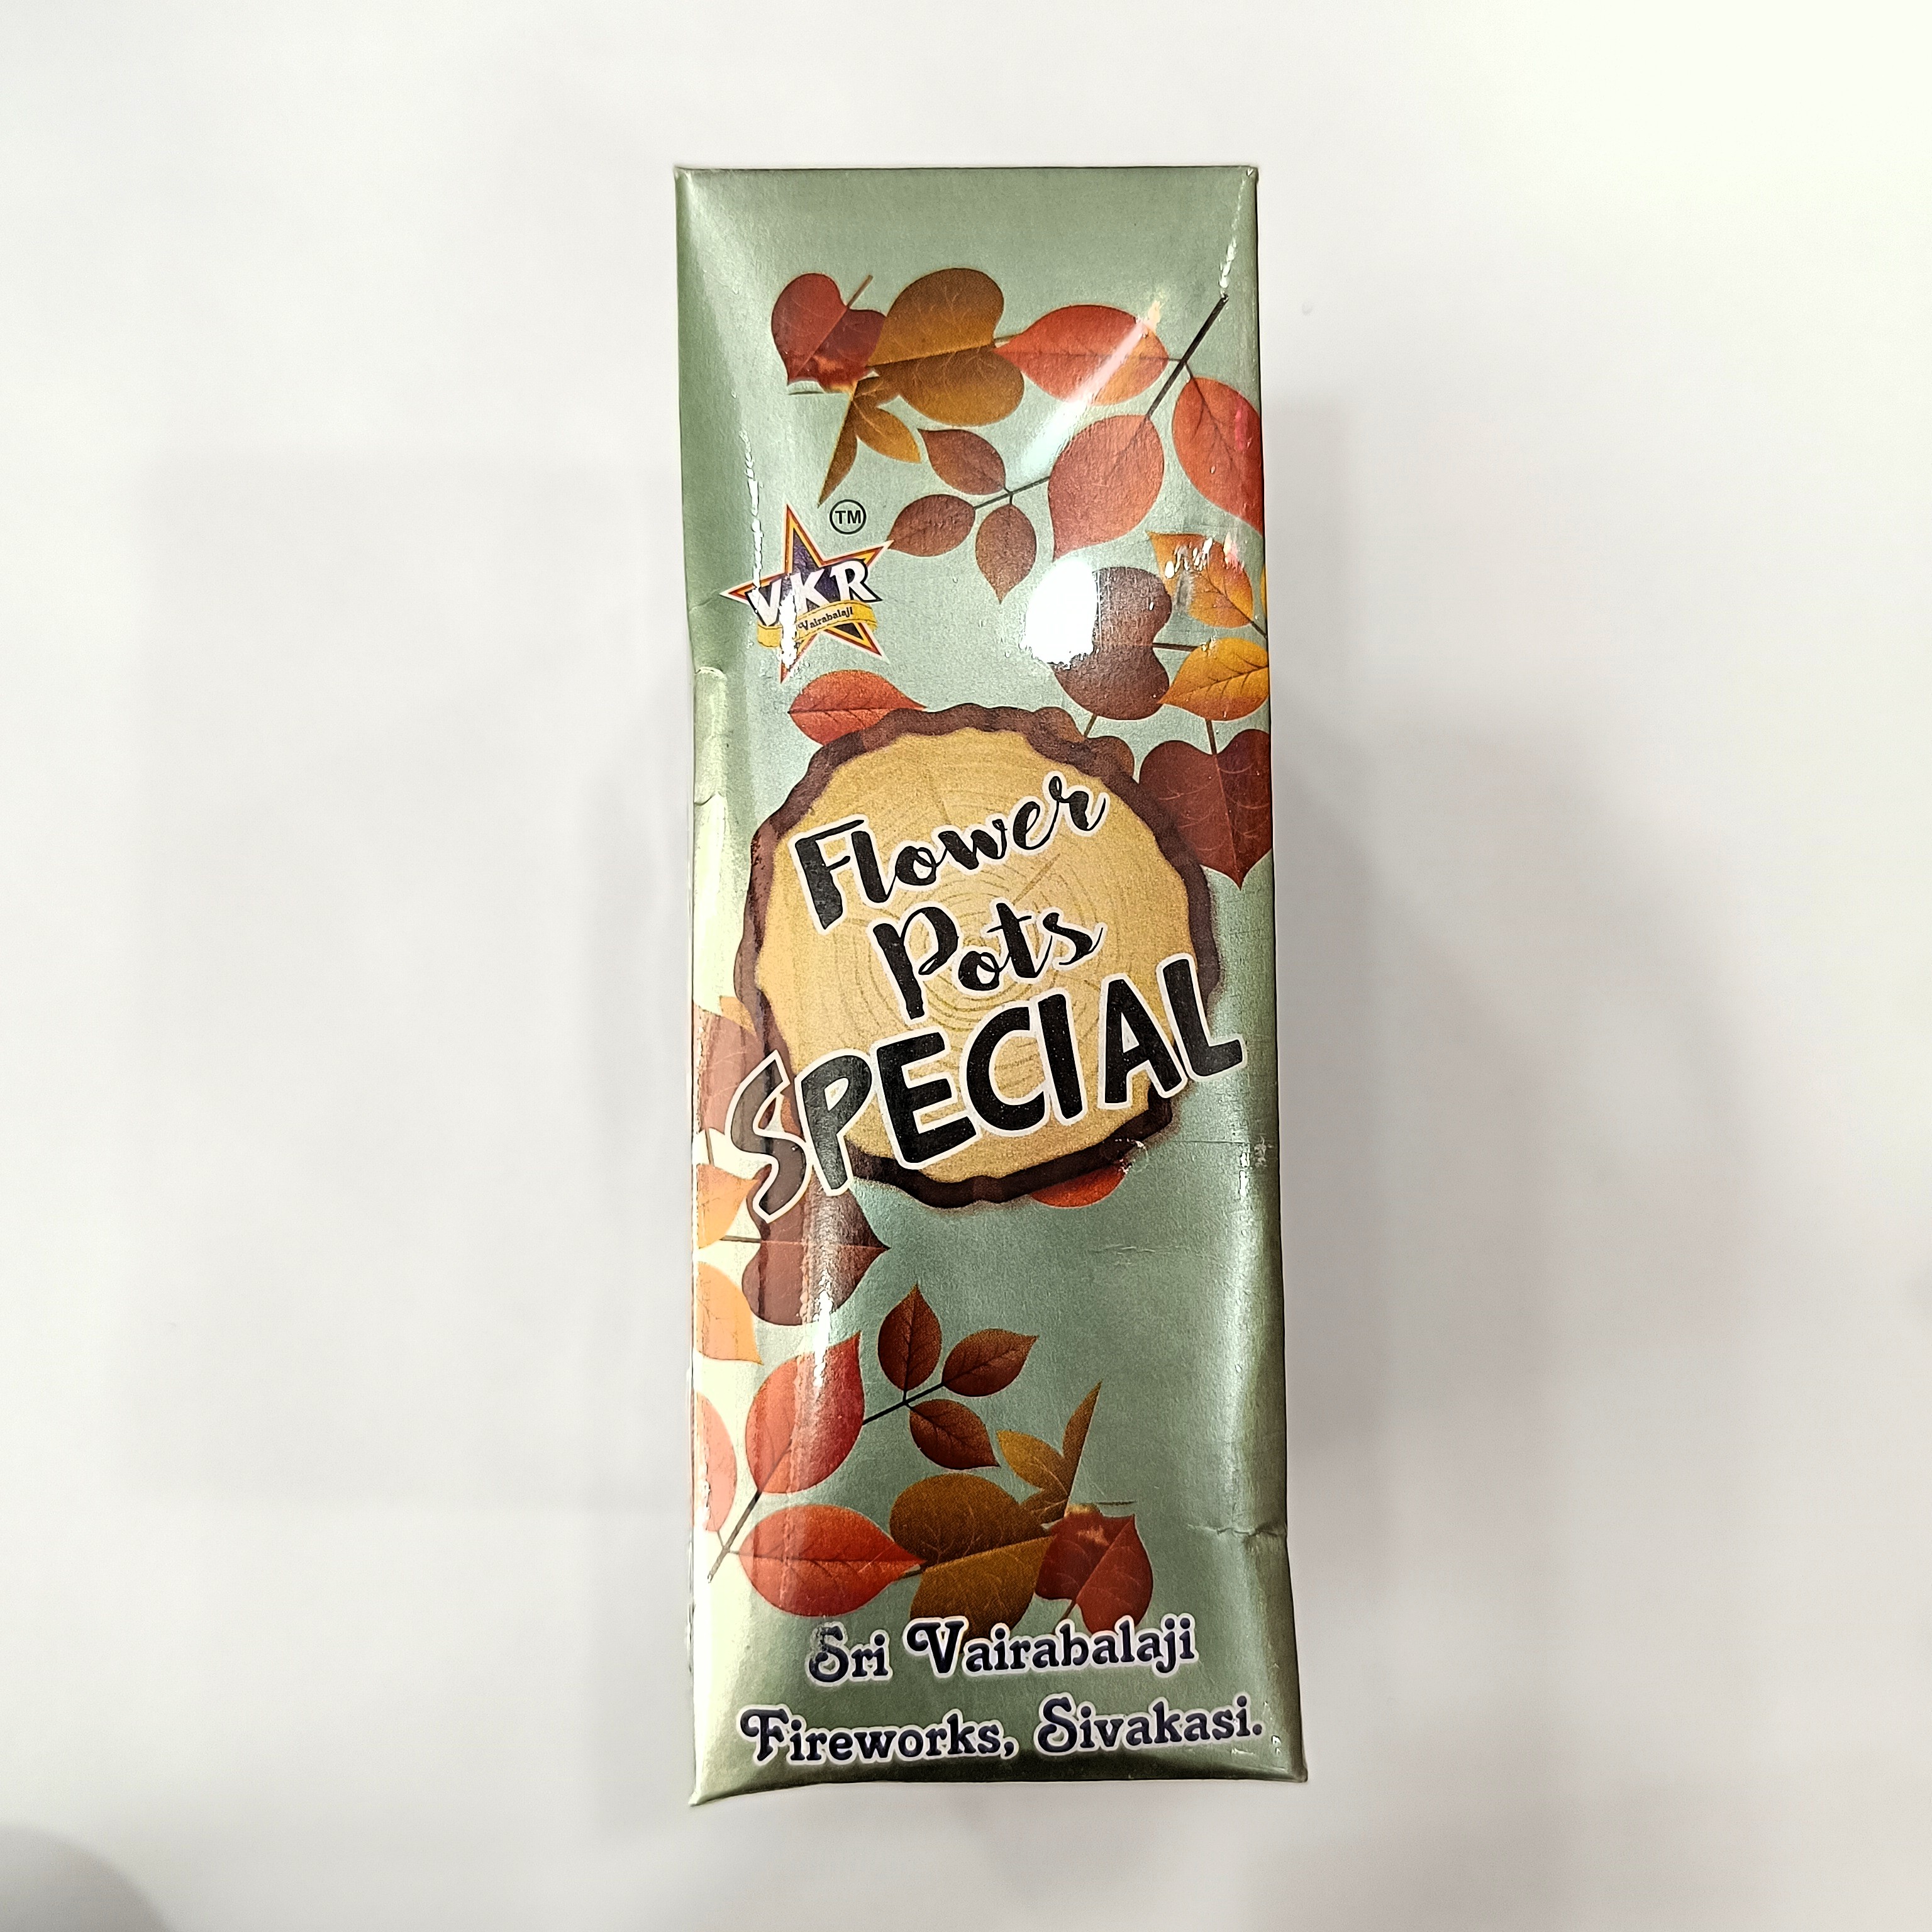 TM
VKR
Vairabalaji
Flower
Pots
SPECIAL
Sri Vairabalaji
Fireworks, Sivakasi.